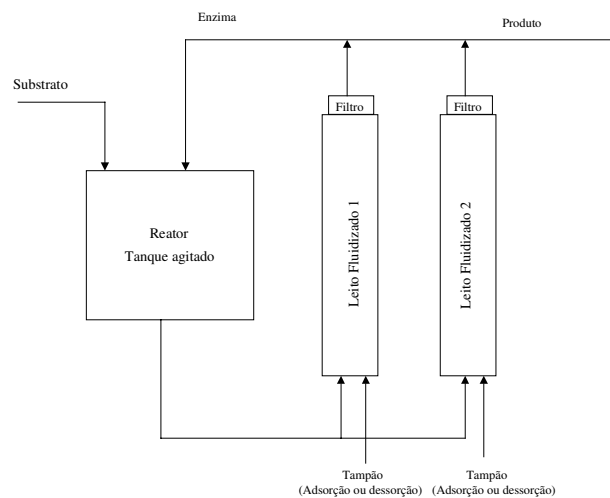 Enzima
Produto
Substrato
Filtro
Filtro
Reator
Tanque agitado
Leito Fluidizado 1
Leito Fluidizado 2
Tampão
(Adsorção ou dessorção)
Tampão
(Adsorção ou dessorção)